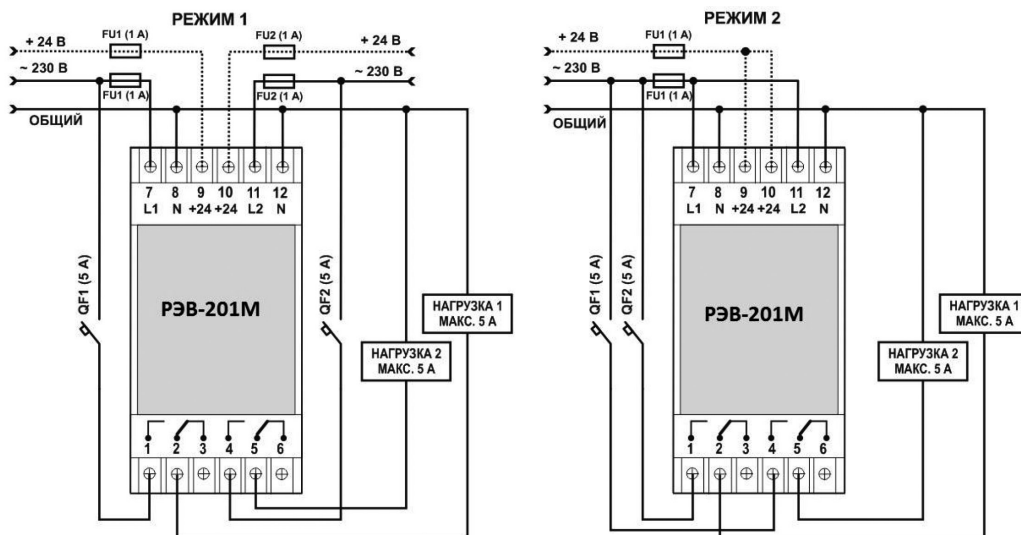 РЕЖИМ 1
+ 24 В
FU1 (1 А)
FU2 (1 А)
+ 24 В
~ 230 В
FU1 (1 А)
FU2 (1 А)
~ 230 В
ОБЩИЙ
7 8 9 10 11 12
L1 N +24 +24 L2 N
QF1 (5 А)
РЭВ-201М
QF2 (5 А)
НАГРУЗКА 1
МАКС. 5 А
НАГРУЗКА 2
МАКС. 5 А
1 2 3 4 5 6
РЕЖИМ 2
+ 24 В
FU1 (1 А)
~ 230 В
FU1 (1 А)
ОБЩИЙ
7 8 9 10 11 12
L1 N +24 +24 L2 N
QF1 (5 А)
QF2 (5 А)
РЭВ-201М
НАГРУЗКА 1
МАКС. 5 А
НАГРУЗКА 2
МАКС. 5 А
1 2 3 4 5 6